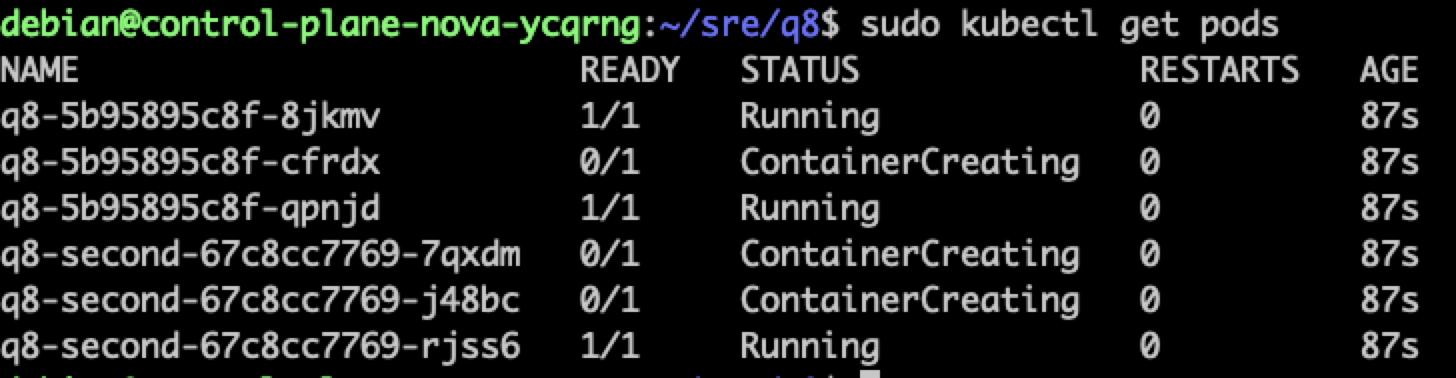 debian@control-plane-nova-ycqrng:~/sre/q8$ sudo kubectl get pods
NAME READY STATUS RESTARTS AGE
q8-5b95895c8f-8jkmv 1/1 Running 0 87s
q8-5b95895c8f-cfrdx 0/1 ContainerCreating 0 87s
q8-5b95895c8f-qpnjd 1/1 Running 0 87s
q8-second-67c8cc7769-7qxdm 0/1 ContainerCreating 0 87s
q8-second-67c8cc7769-j48bc 0/1 ContainerCreating 0 87s
q8-second-67c8cc7769-rjss6 1/1 Running 0 87s